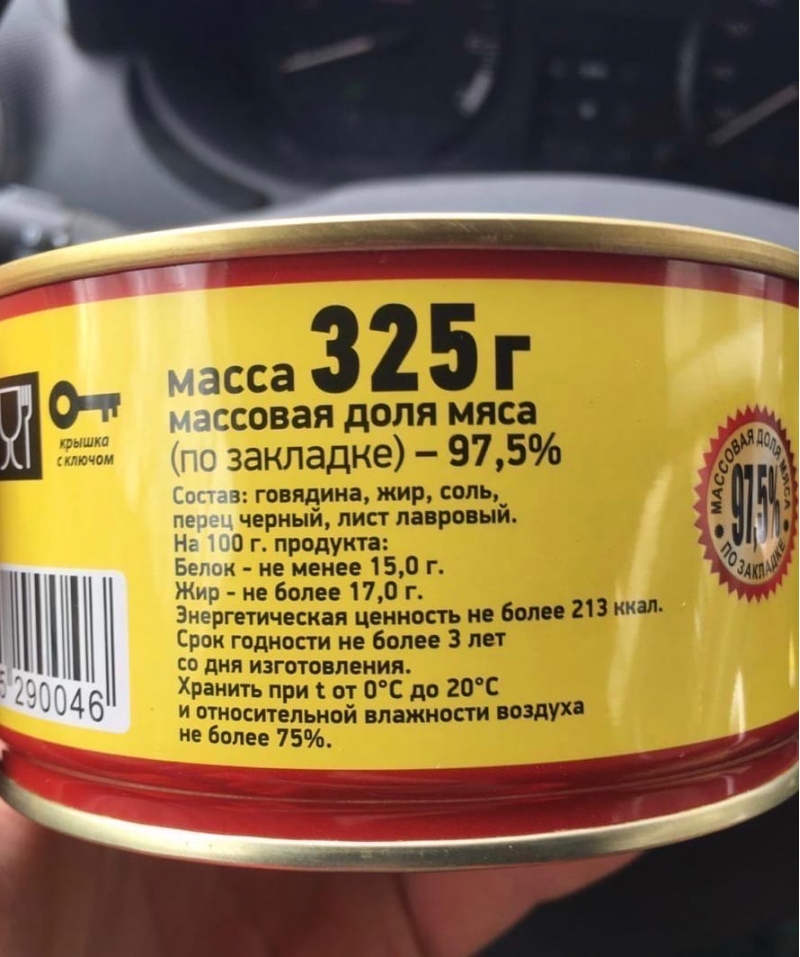 масса 325г
массовая доля мяса
(по закладке) – 97,5%
крышка
с ключом
Состав: говядина, жир, соль,
перец черный, лист лавровый.
На 100 г. продукта:
Белок - не менее 15,0 г.
Жир - не более 17,0 г.
Энергетическая ценность не более 213 ккал.
Срок годности не более 3 лет
со дня изготовления.
Хранить при t от 0°C до 20°C
и относительной влажности воздуха
не более 75%.
5 290046
МАССОВАЯ ДОЛЯ МЯСА
97,5%
• ПО ЗАКЛАДКЕ •